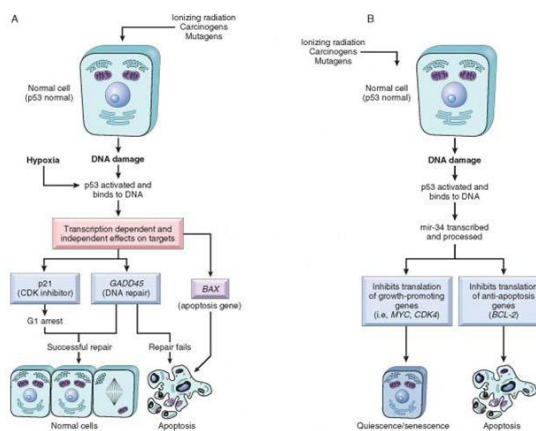 A
Ionizing radiation
Carcinogens
Mutagens
Normal cell
(p53 normal)
Hypoxia
DNA damage
p53 activated and
binds to DNA
Transcription dependent and
independent effects on targets
p21
(CDK inhibitor)
GADD45
(DNA repair)
BAX
(apoptosis gene)
G1 arrest
Successful repair
Repair fails
Normal cells
Apoptosis
B
Ionizing radiation
Carcinogens
Mutagens
Normal cell
(p53 normal)
DNA damage
p53 activated and
binds to DNA
mir-34 transcribed
and processed
Inhibits translation
of growth-promoting
genes
(i.e, MYC, CDK4)
Inhibits translation
of anti-apoptosis
genes
(BCL-2)
Quiescence/senescence
Apoptosis